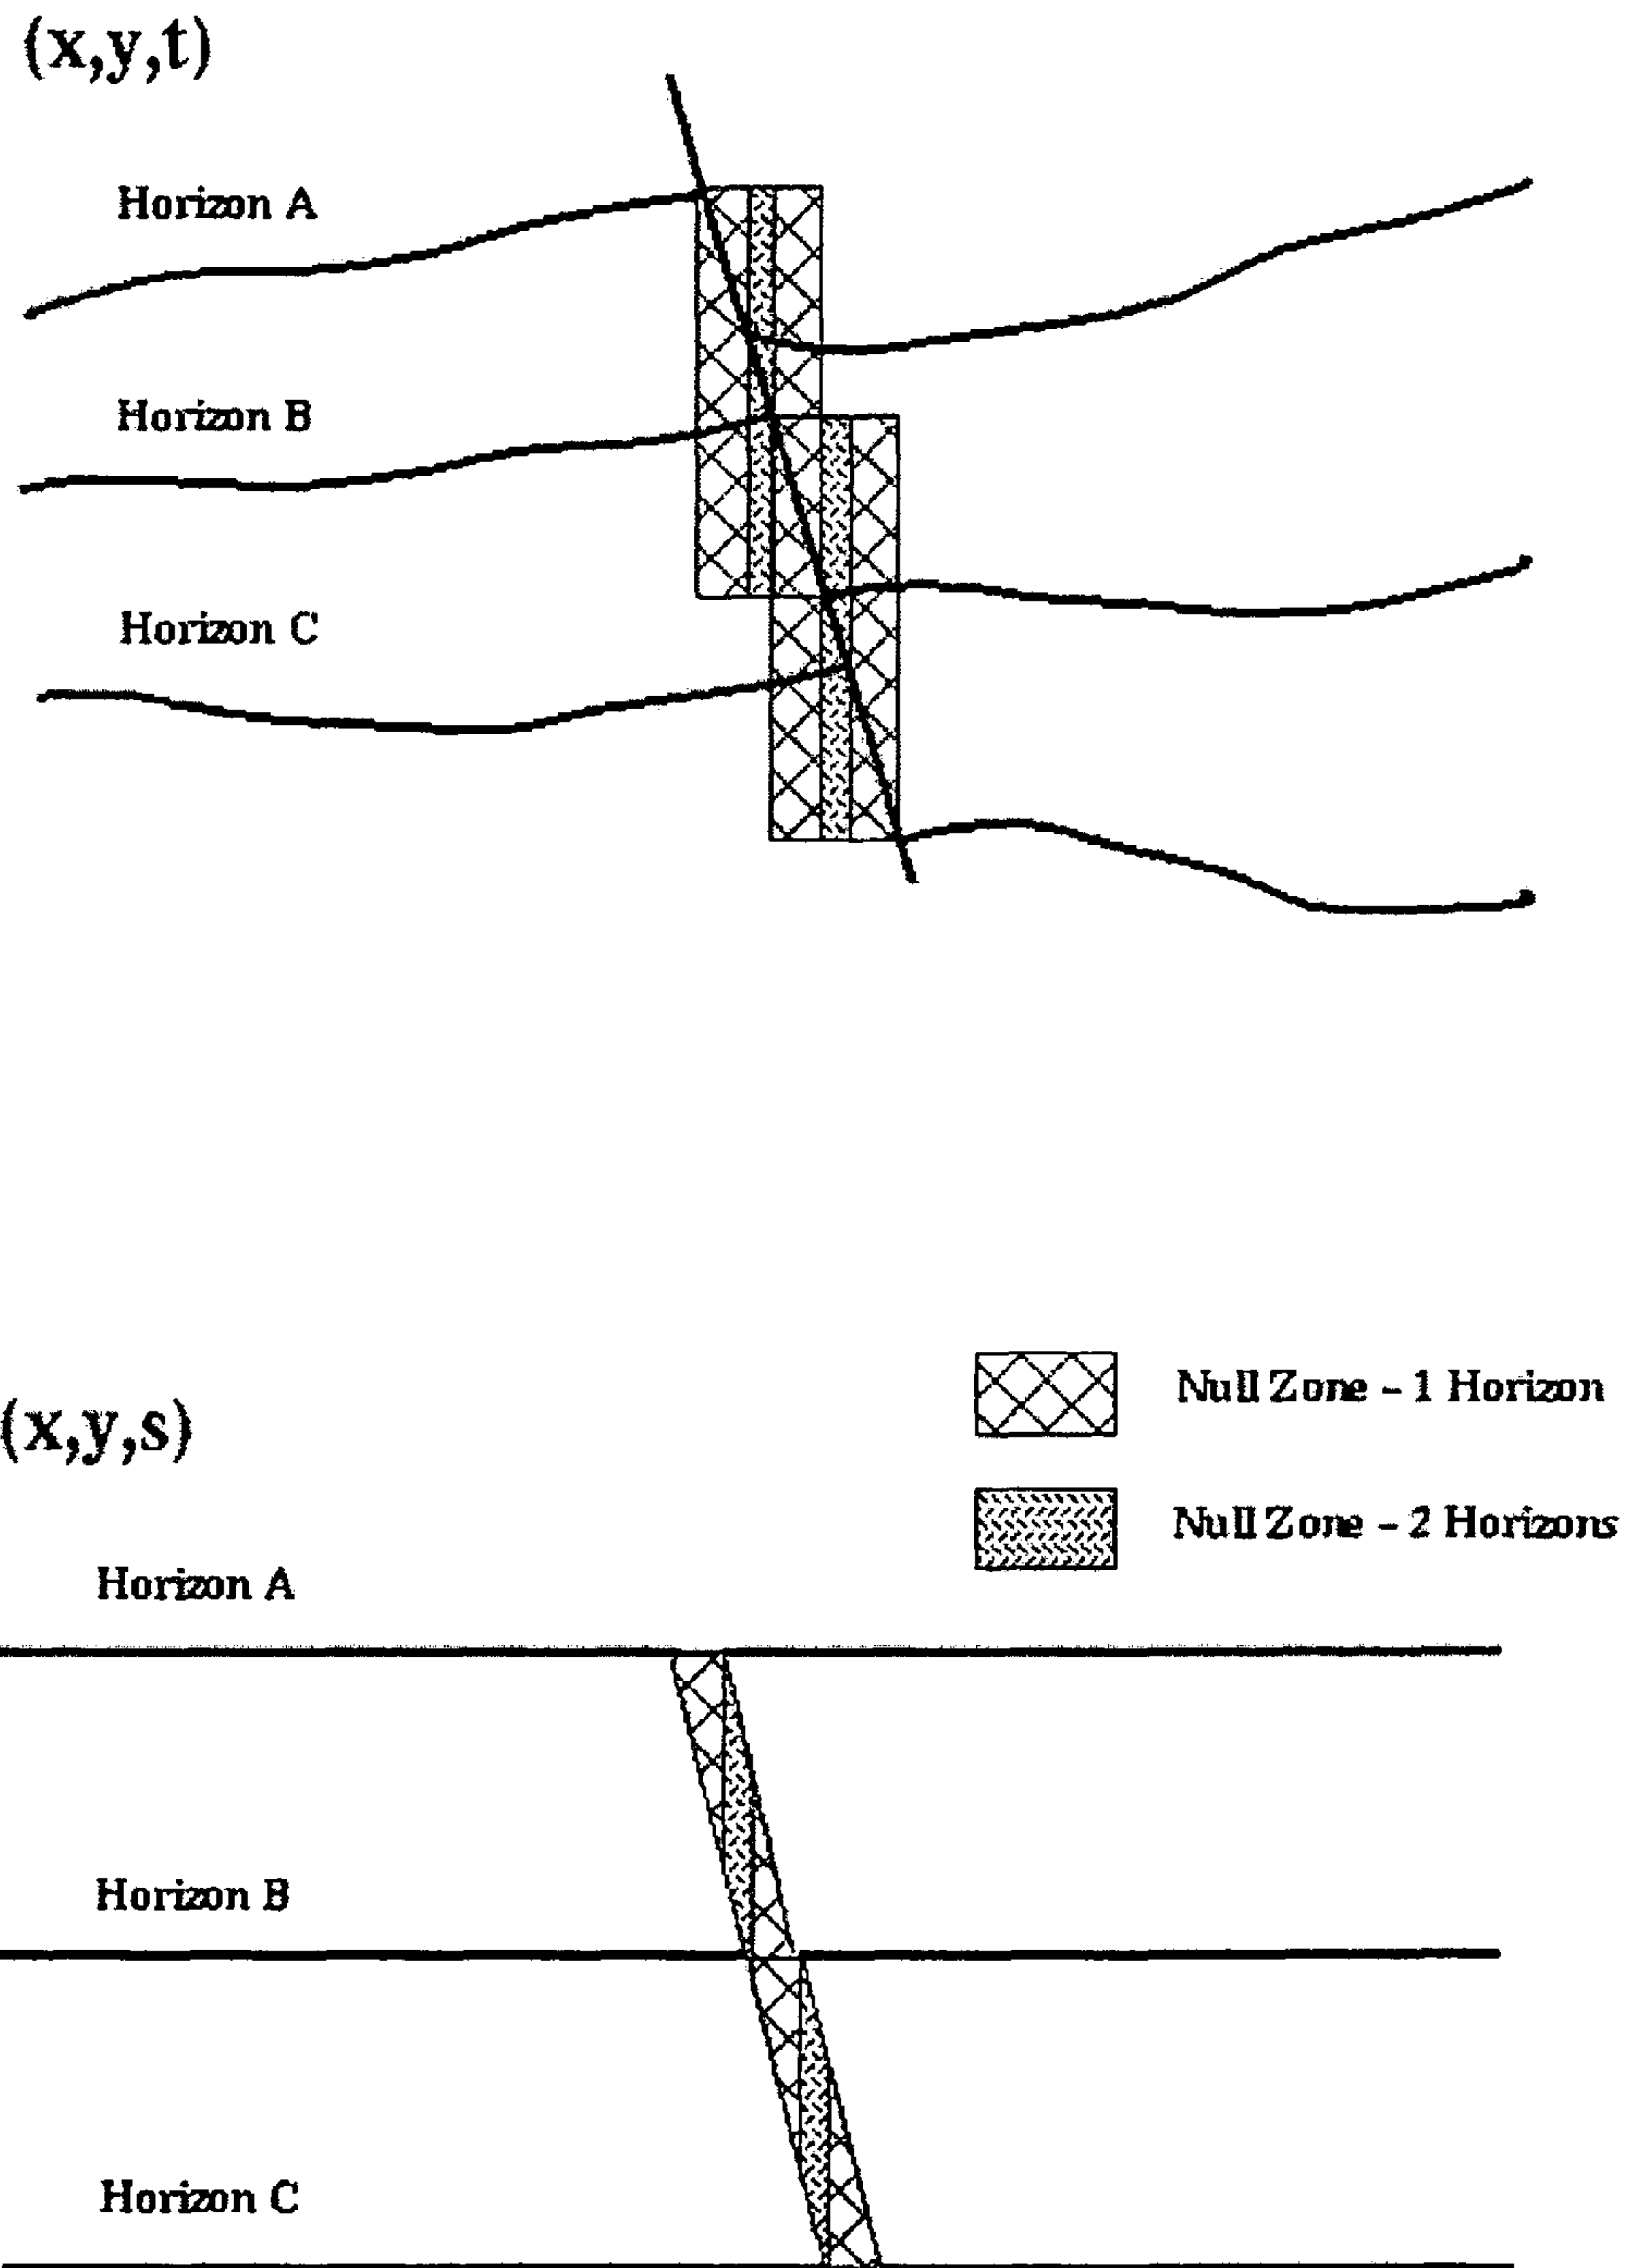 (x,y,t)
Horizon A
Horizon B
Horizon C
Null Zone - 1 Horizon
(x,y,s)
Null Zone - 2 Horizons
Horizon A
Horizon B
Horizon C